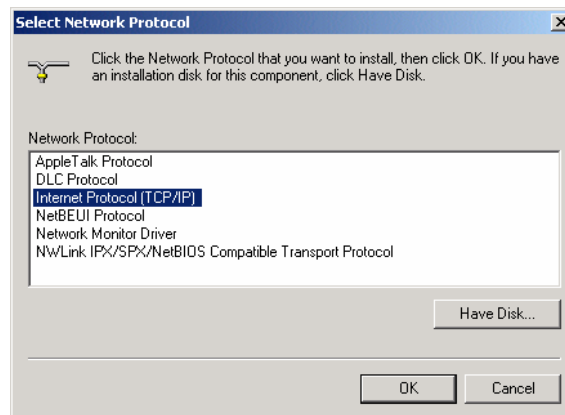 Select Network Protocol
Click the Network Protocol that you want to install, then click OK. If you have
an installation disk for this component, click Have Disk.
Network Protocol:
AppleTalk Protocol
DLC Protocol
Internet Protocol (TCP/IP)
NetBEUI Protocol
Network Monitor Driver
NWLink IPX/SPX/NetBIOS Compatible Transport Protocol
Have Disk...
OK Cancel